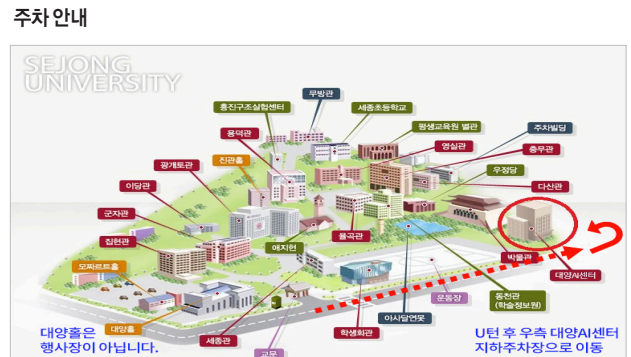 주차 안내
SEJONG
UNIVERSITY
무방관
홍진구조실험센터
세종초등학교
평생교육원 별관
주차빌딩
용덕관
영실관
충무관
진관홀
우정당
광개토관
다산관
이당관
군자관
집현관
애지헌
율곡관
박물관
대양AI센터
모짜르트홀
운동장
동천관
(학술정보원)
아사달연못
대양홀
세종관
학생회관
교문
대양홀은
행사장이 아닙니다.
U턴 후 우측 대양AI센터
지하주차장으로 이동